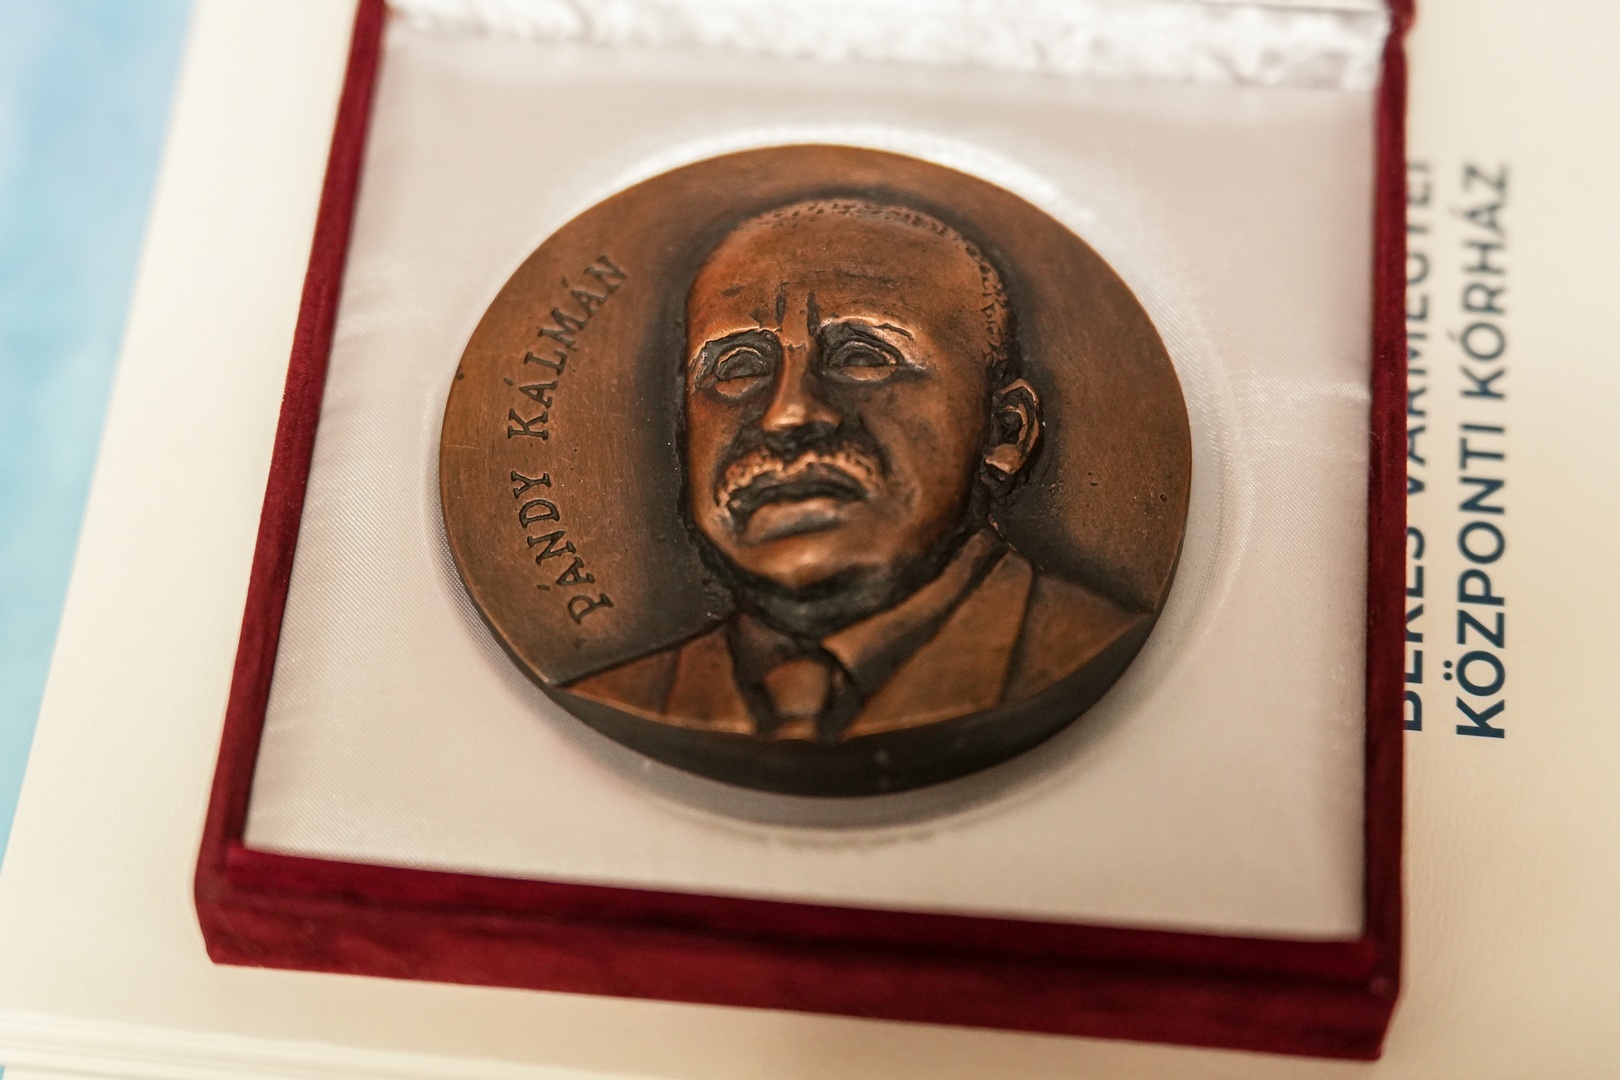 PÁNDY KÁLMÁN
BÉKÉS VÁRMEGYEI
KÖZPONTI KÓRHÁZ